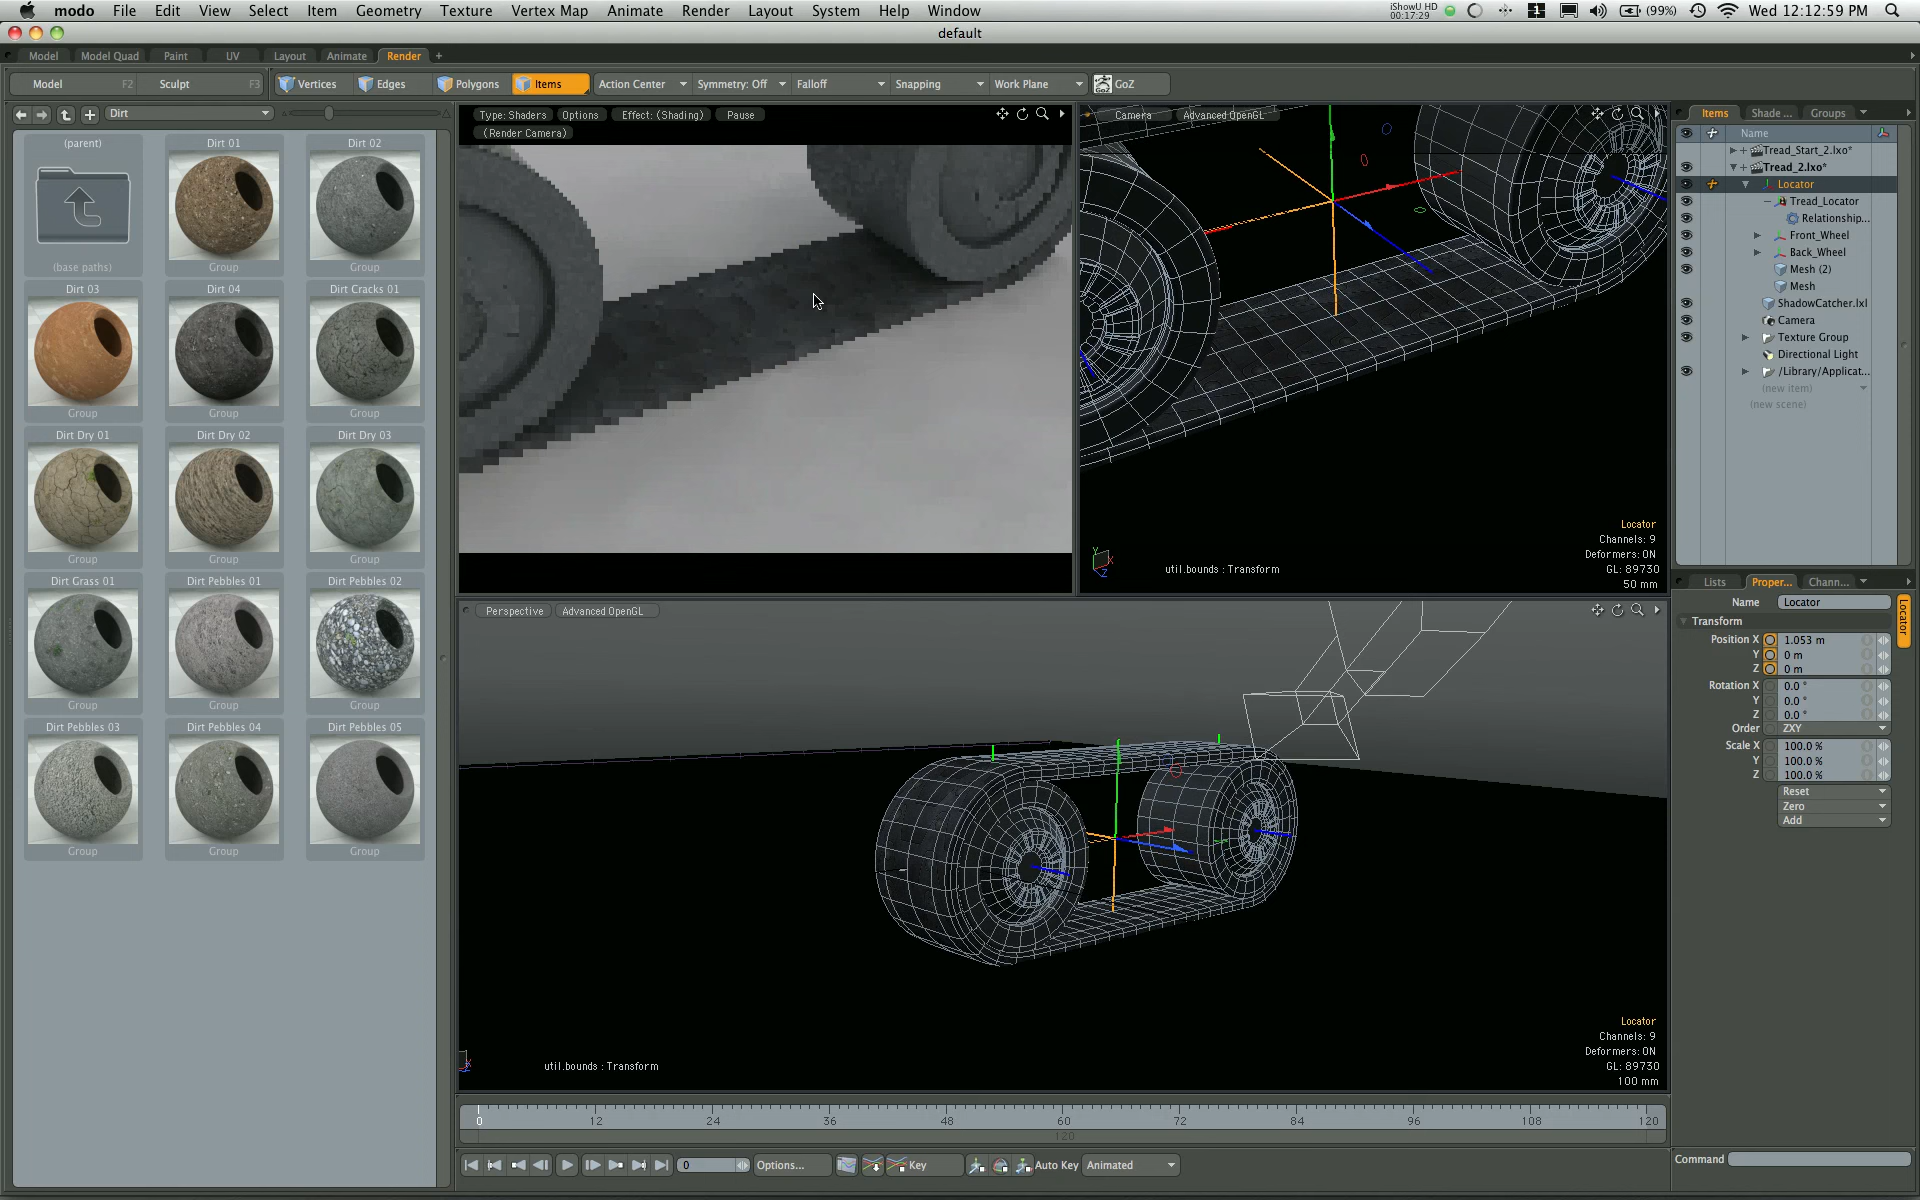 modo File Edit View Select Item Geometry Texture Vertex Map Animate Render Layout System Help Window iShowU HD 00:17:29 1 (99%) Wed 12:12:59 PM
default
Model Model Quad Paint UV Layout Animate Render +
Model F2 Sculpt F3 Vertices Edges Polygons Items Action Center Symmetry: Off Falloff Snapping Work Plane GoZ
Dirt
(parent) Dirt 01 Dirt 02
(base paths) Group Group
Dirt 03 Dirt 04 Dirt Cracks 01
Group Group Group
Dirt Dry 01 Dirt Dry 02 Dirt Dry 03
Group Group Group
Dirt Grass 01 Dirt Pebbles 01 Dirt Pebbles 02
Group Group Group
Dirt Pebbles 03 Dirt Pebbles 04 Dirt Pebbles 05
Group Group Group
Type: Shaders Options Effect: (Shading) Pause
(Render Camera)
Camera Advanced OpenGL
Locator
Channels: 9
Deformers: ON
util.bounds : Transform GL: 89730
50 mm
Y X Z
Perspective Advanced OpenGL
Locator
Channels: 9
Deformers: ON
util.bounds : Transform GL: 89730
100 mm
0 12 24 36 48 60 72 84 96 108 120
120
0 Options... Key Auto Key Animated
Items Shade ... Groups
Name
Tread_Start_2.lxo*
Tread_2.lxo*
Locator
Tread_Locator
Relationship...
Front_Wheel
Back_Wheel
Mesh (2)
Mesh
ShadowCatcher.lxl
Camera
Texture Group
Directional Light
/Library/Applicat...
(new item)
(new scene)
Lists Proper... Chann...
Name Locator
Locator
Transform
Position X 1.053 m
Y 0 m
Z 0 m
Rotation X 0.0 °
Y 0.0 °
Z 0.0 °
Order ZXY
Scale X 100.0 %
Y 100.0 %
Z 100.0 %
Reset
Zero
Add
Command